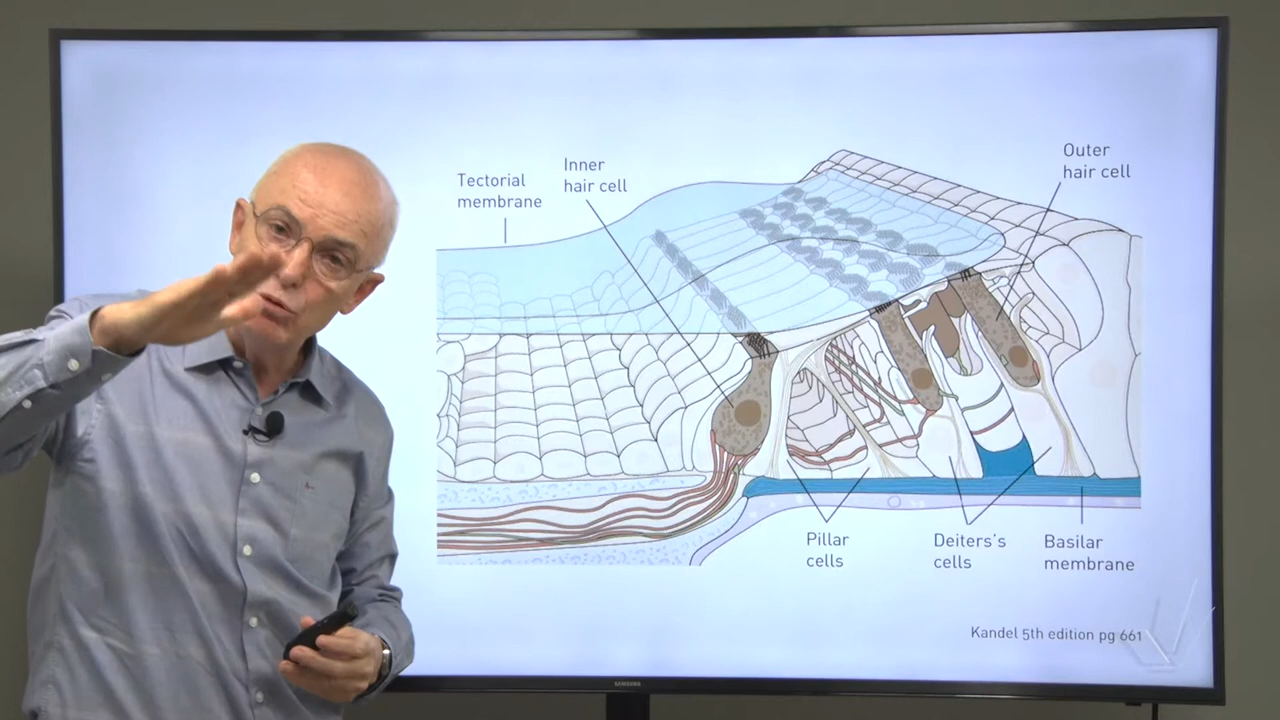 Tectorial
membrane
Inner
hair cell
Outer
hair cell
Pillar
cells
Deiters's
cells
Basilar
membrane
Kandel 5th edition pg 661
SAMSUNG